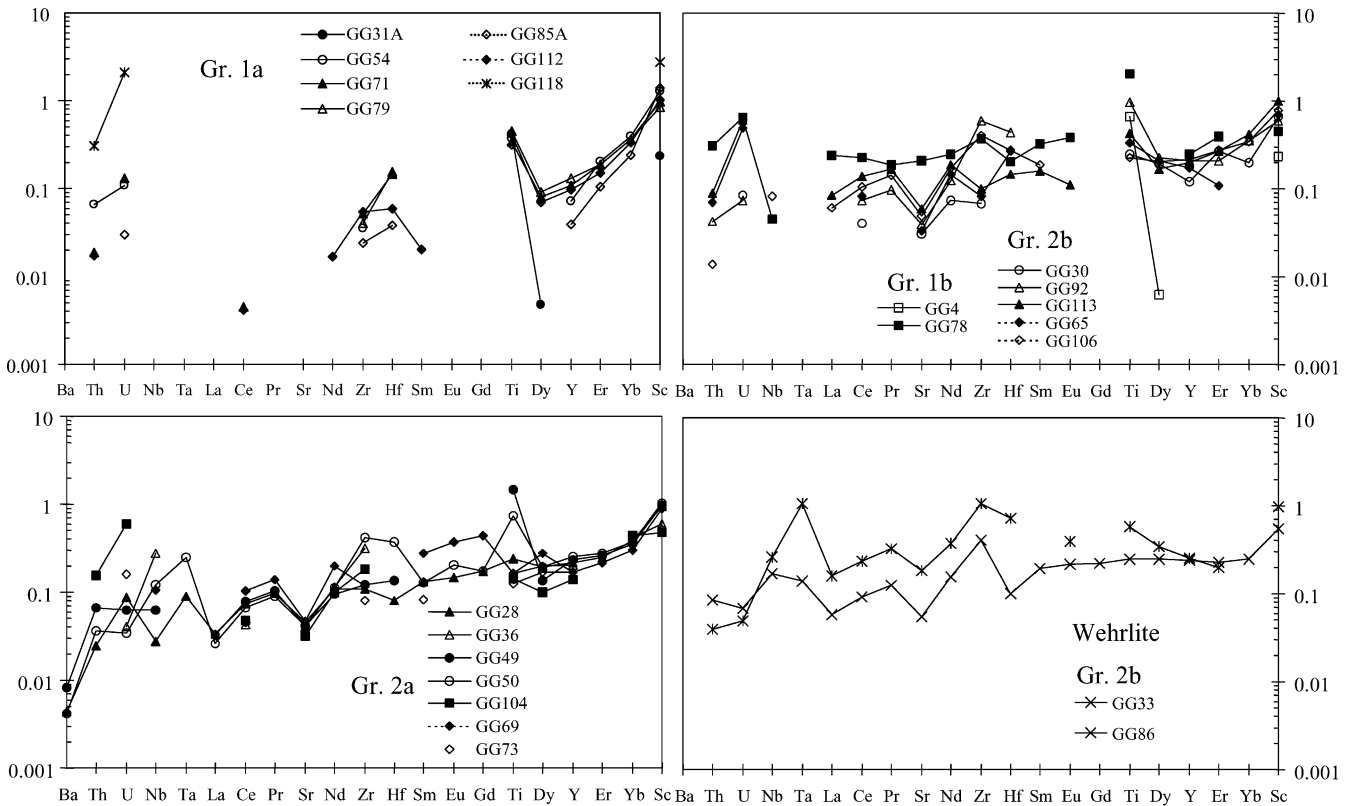 10
1
0.1
0.01
0.001
Gr. 1a
GG31A
GG54
GG71
GG79
GG85A
GG112
GG118
Ba Th U Nb Ta La Ce Pr Sr Nd Zr Hf Sm Eu Gd Ti Dy Y Er Yb Sc
10
1
0.1
0.01
0.001
Gr. 1b
GG4
GG78
Gr. 2b
GG30
GG92
GG113
GG65
GG106
Ba Th U Nb Ta La Ce Pr Sr Nd Zr Hf Sm Eu Gd Ti Dy Y Er Yb Sc
10
1
0.1
0.01
0.001
Gr. 2a
GG28
GG36
GG49
GG50
GG104
GG69
GG73
Ba Th U Nb Ta La Ce Pr Sr Nd Zr Hf Sm Eu Gd Ti Dy Y Er Yb Sc
10
1
0.1
0.01
0.001
Wehrlite
Gr. 2b
GG33
GG86
Ba Th U Nb Ta La Ce Pr Sr Nd Zr Hf Sm Eu Gd Ti Dy Y Er Yb Sc